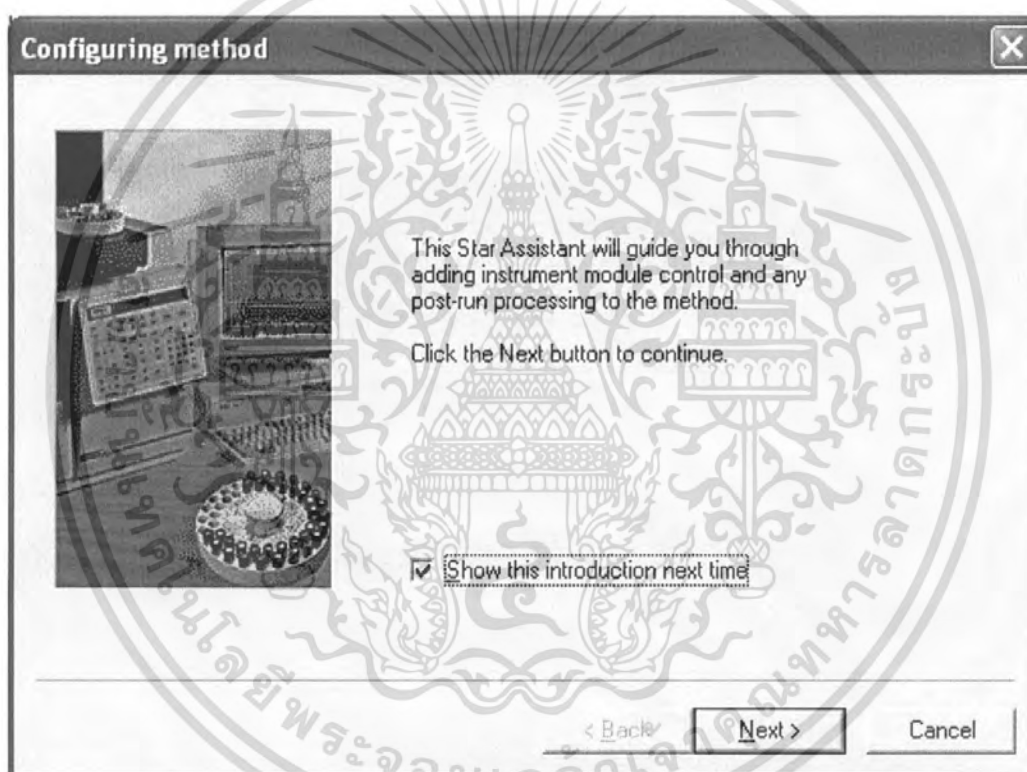 Configuring method
This Star Assistant will guide you through
adding instrument module control and any
post-run processing to the method.
Click the Next button to continue.
Show this introduction next time
< Back
Next >
Cancel